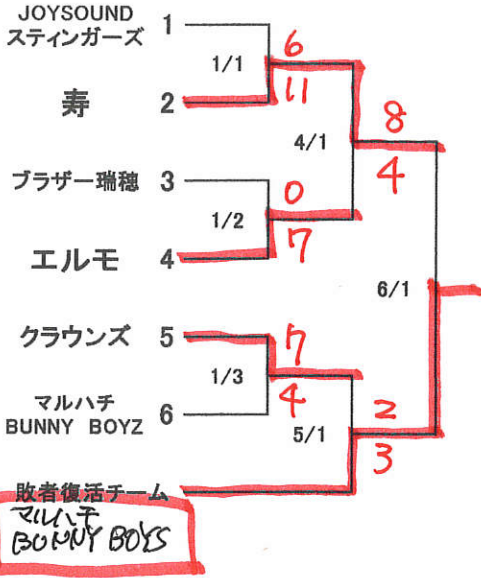 JOYSOUND
スティンガーズ 1
1/1
6
11
寿 2
4/1
8
4
ブラザー瑞穂 3
1/2
0
7
エルモ 4
6/1
クラウンズ 5
1/3
7
4
マルハチ
BUNNY BOYZ 6
5/1
2
3
敗者復活チーム
マルハチ
BUNNY BOYS